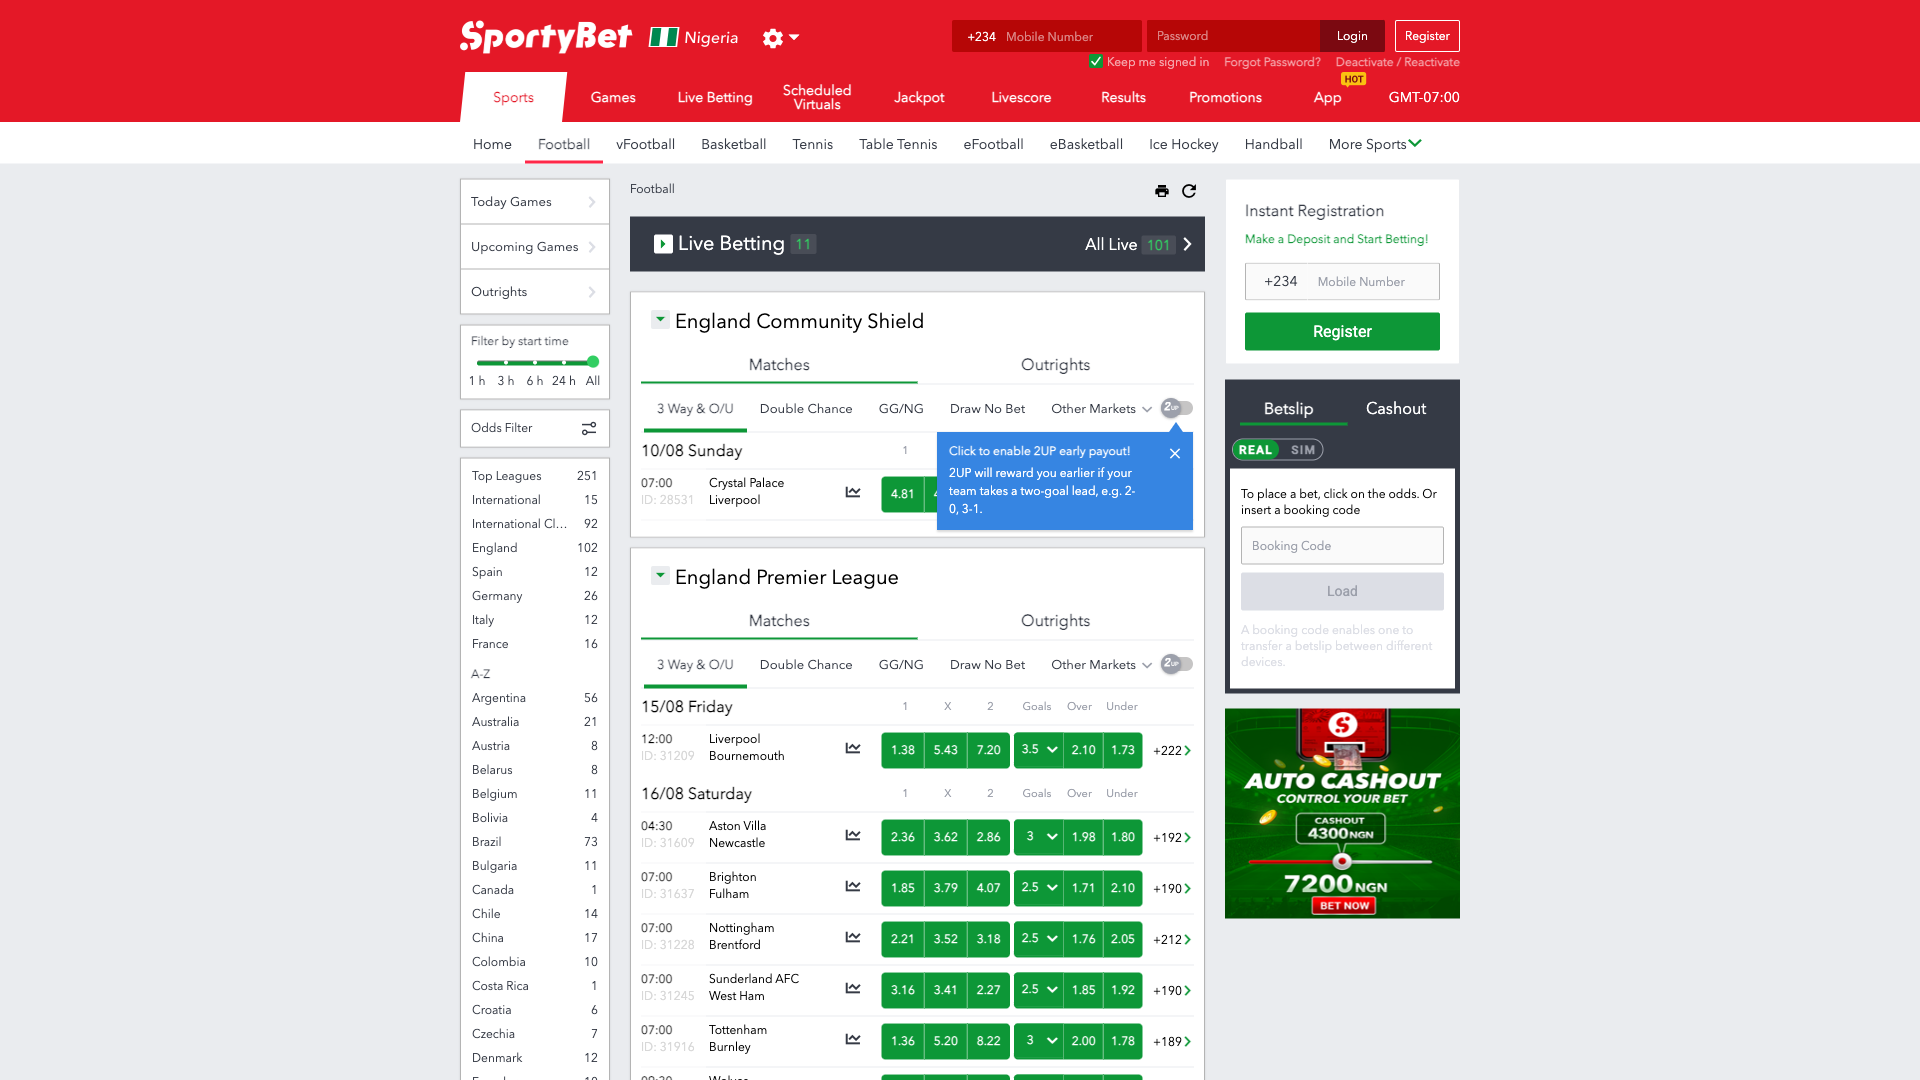 SportyBet
Nigeria
+234 Mobile Number
Password
Login
Register
Keep me signed in
Forgot Password?
Deactivate / Reactivate
HOT
Sports
Games
Live Betting
Scheduled Virtuals
Jackpot
Livescore
Results
Promotions
App
GMT-07:00
Home
Football
vFootball
Basketball
Tennis
Table Tennis
eFootball
eBasketball
Ice Hockey
Handball
More Sports
Today Games
Upcoming Games
Outrights
Filter by start time
1 h 3 h 6 h 24 h All
Odds Filter
Top Leagues 251
International 15
International Cl... 92
England 102
Spain 12
Germany 26
Italy 12
France 16
A-Z
Argentina 56
Australia 21
Austria 8
Belarus 8
Belgium 11
Bolivia 4
Brazil 73
Bulgaria 11
Canada 1
Chile 14
China 17
Colombia 10
Costa Rica 1
Croatia 6
Czechia 7
Denmark 12
Football
Live Betting 11
All Live 101
England Community Shield
Matches
Outrights
3 Way & O/U
Double Chance
GG/NG
Draw No Bet
Other Markets
2UP
10/08 Sunday 1
07:00 Crystal Palace
ID: 28531 Liverpool
4.81
Click to enable 2UP early payout!
2UP will reward you earlier if your
team takes a two-goal lead, e.g. 2-
0, 3-1.
England Premier League
Matches
Outrights
3 Way & O/U
Double Chance
GG/NG
Draw No Bet
Other Markets
2UP
15/08 Friday 1 X 2 Goals Over Under
12:00 Liverpool
ID: 31209 Bournemouth
1.38 5.43 7.20 3.5 2.10 1.73 +222
16/08 Saturday 1 X 2 Goals Over Under
04:30 Aston Villa
ID: 31609 Newcastle
2.36 3.62 2.86 3 1.98 1.80 +192
07:00 Brighton
ID: 31637 Fulham
1.85 3.79 4.07 2.5 1.71 2.10 +190
07:00 Nottingham
ID: 31228 Brentford
2.21 3.52 3.18 2.5 1.76 2.05 +212
07:00 Sunderland AFC
ID: 31245 West Ham
3.16 3.41 2.27 2.5 1.85 1.92 +190
07:00 Tottenham
ID: 31916 Burnley
1.36 5.20 8.22 3 2.00 1.78 +189
Instant Registration
Make a Deposit and Start Betting!
+234 Mobile Number
Register
Betslip
Cashout
REAL SIM
To place a bet, click on the odds. Or
insert a booking code
Booking Code
Load
A booking code enables one to
transfer a betslip between different
devices.
AUTO CASHOUT
CONTROL YOUR BET
CASHOUT
4300 NGN
7200 NGN
BET NOW